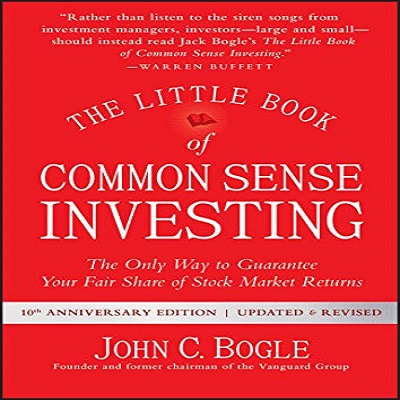 “Rather than listen to the siren songs from
investment managers, investors—large and small—
should instead read Jack Bogle’s The Little Book
of Common Sense Investing.”
—WARREN BUFFETT
THE LITTLE BOOK
of
COMMON SENSE
INVESTING
The Only Way to Guarantee
Your Fair Share of Stock Market Returns
10th ANNIVERSARY EDITION | UPDATED & REVISED
JOHN C. BOGLE
Founder and former chairman of the Vanguard Group